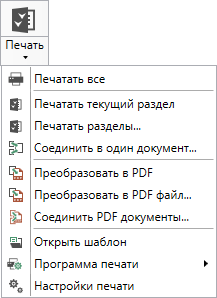 Печать
Печатать все
Печатать текущий раздел
Печатать разделы...
Соединить в один документ...
Преобразовать в PDF
Преобразовать в PDF файл...
Соединить PDF документы...
Открыть шаблон
Программа печати
Настройки печати